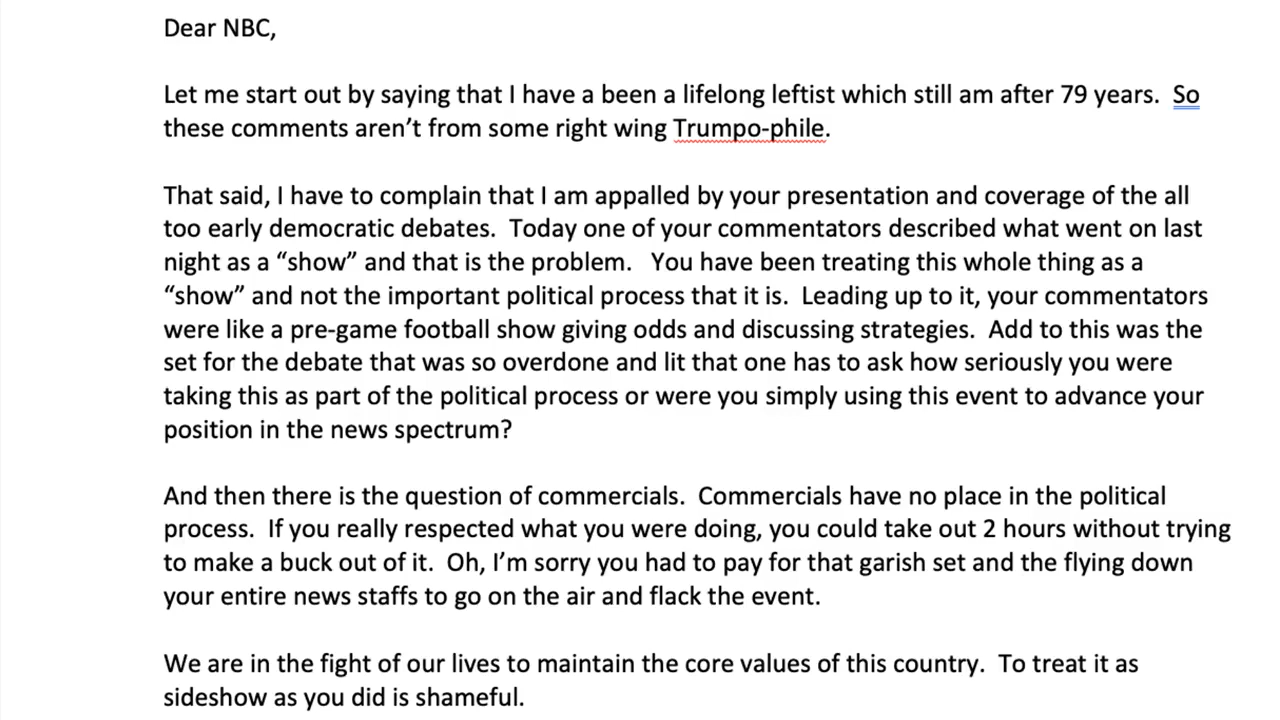 Dear NBC,
Let me start out by saying that I have a been a lifelong leftist which still am after 79 years.  So
these comments aren’t from some right wing Trumpo-phile.
That said, I have to complain that I am appalled by your presentation and coverage of the all
too early democratic debates.  Today one of your commentators described what went on last
night as a “show” and that is the problem.   You have been treating this whole thing as a
“show” and not the important political process that it is.  Leading up to it, your commentators
were like a pre-game football show giving odds and discussing strategies.  Add to this was the
set for the debate that was so overdone and lit that one has to ask how seriously you were
taking this as part of the political process or were you simply using this event to advance your
position in the news spectrum?
And then there is the question of commercials.  Commercials have no place in the political
process.  If you really respected what you were doing, you could take out 2 hours without trying
to make a buck out of it.  Oh, I’m sorry you had to pay for that garish set and the flying down
your entire news staffs to go on the air and flack the event.
We are in the fight of our lives to maintain the core values of this country.  To treat it as
sideshow as you did is shameful.